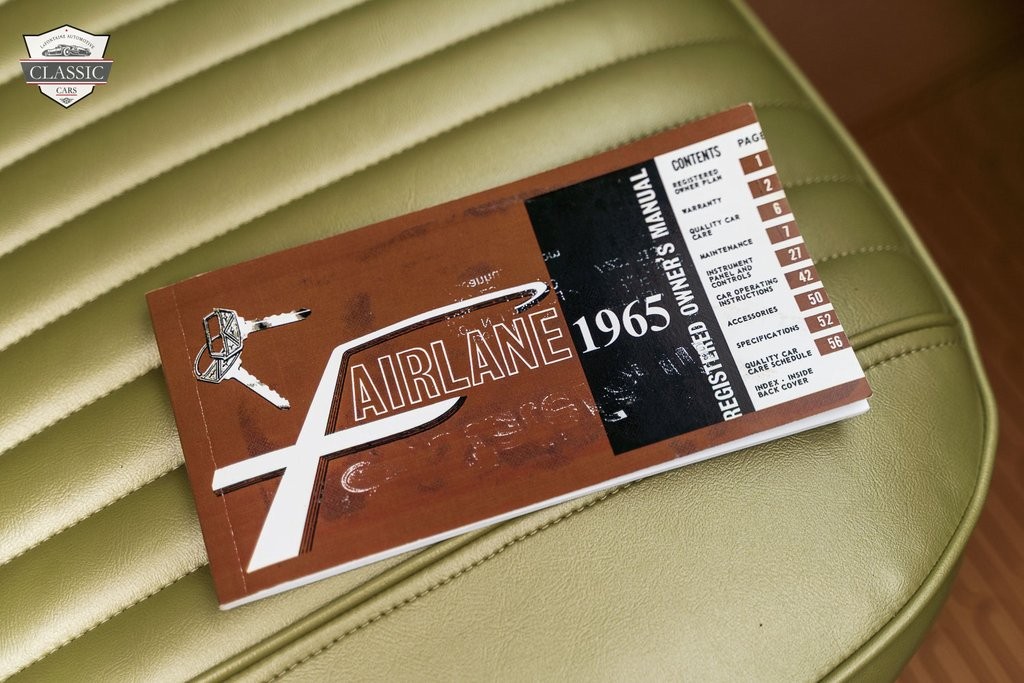 LAFONTAINE AUTOMOTIVE
CLASSIC
CARS
FAIRLANE
1965
REGISTERED OWNER'S MANUAL
CONTENTS PAGE
REGISTERED
OWNER PLAN 1
WARRANTY 2
QUALITY CAR
CARE 6
MAINTENANCE 7
INSTRUMENT
PANEL AND
CONTROLS 27
CAR OPERATING
INSTRUCTIONS 42
ACCESSORIES 50
SPECIFICATIONS 52
QUALITY CAR
CARE SCHEDULE 56
INDEX - INSIDE
BACK COVER